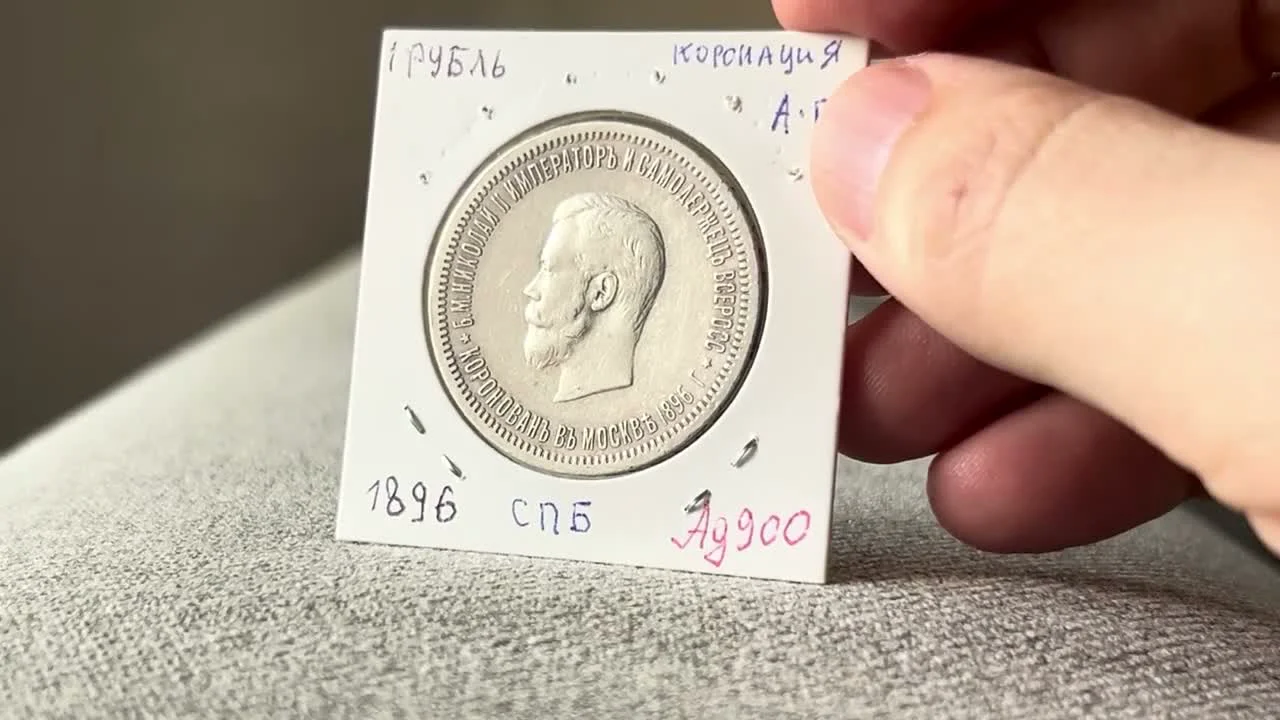 1 РУБЛЬ
КОРОНАЦИЯ
А·Г
Б.М.НИКОЛАЙ II ИМПЕРАТОРЪ И САМОДЕРЖЕЦЪ ВСЕРОСС.
* КОРОНОВАНЪ ВЪ МОСКВѢ 1896 г. *
1896
СПБ
Ag900